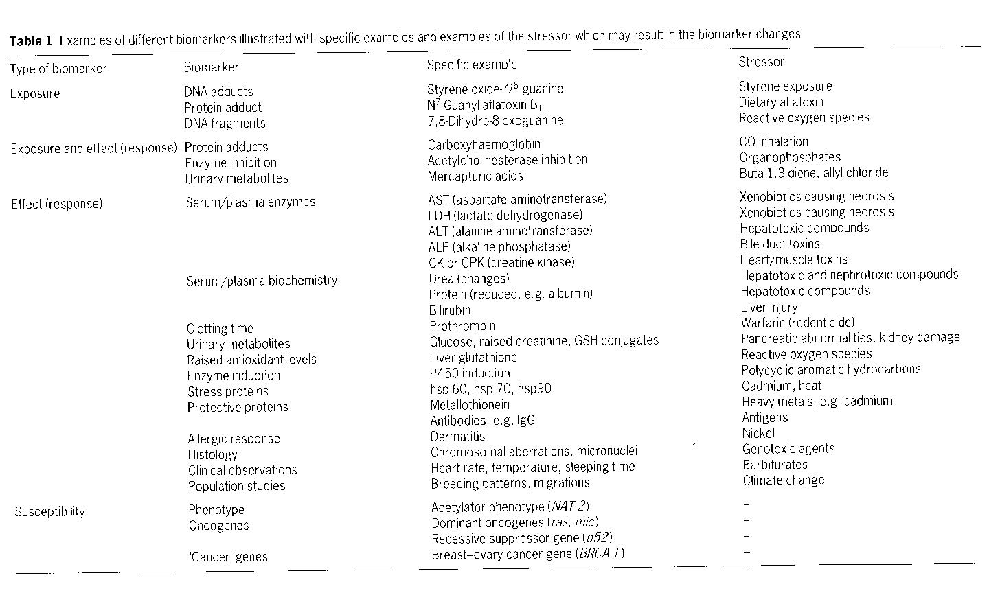 Table 1 Examples of different biomarkers illustrated with specific examples and examples of the stressor which may result in the biomarker changes
Type of biomarker Biomarker Specific example Stressor
Exposure DNA adducts Styrene oxide-O⁶ guanine Styrene exposure
Protein adduct N⁷-Guanyl-aflatoxin B₁ Dietary aflatoxin
DNA fragments 7,8-Dihydro-8-oxoguanine Reactive oxygen species
Exposure and effect (response) Protein adducts Carboxyhaemoglobin CO inhalation
Enzyme inhibition Acetylcholinesterase inhibition Organophosphates
Urinary metabolites Mercapturic acids Buta-1,3 diene, allyl chloride
Effect (response) Serum/plasma enzymes AST (aspartate aminotransferase) Xenobiotics causing necrosis
LDH (lactate dehydrogenase) Xenobiotics causing necrosis
ALT (alanine aminotransferase) Hepatotoxic compounds
ALP (alkaline phosphatase) Bile duct toxins
CK or CPK (creatine kinase) Heart/muscle toxins
Serum/plasma biochemistry Urea (changes) Hepatotoxic and nephrotoxic compounds
Protein (reduced, e.g. albumin) Hepatotoxic compounds
Bilirubin Liver injury
Clotting time Prothrombin Warfarin (rodenticide)
Urinary metabolites Glucose, raised creatinine, GSH conjugates Pancreatic abnormalities, kidney damage
Raised antioxidant levels Liver glutathione Reactive oxygen species
Enzyme induction P450 induction Polycyclic aromatic hydrocarbons
Stress proteins hsp 60, hsp 70, hsp90 Cadmium, heat
Protective proteins Metallothionein Heavy metals, e.g. cadmium
Antibodies, e.g. IgG Antigens
Allergic response Dermatitis Nickel
Histology Chromosomal aberrations, micronuclei Genotoxic agents
Clinical observations Heart rate, temperature, sleeping time Barbiturates
Population studies Breeding patterns, migrations Climate change
Susceptibility Phenotype Acetylator phenotype (NAT2) –
Oncogenes Dominant oncogenes (ras, mic) –
Recessive suppressor gene (p52) –
'Cancer' genes Breast–ovary cancer gene (BRCA 1) –